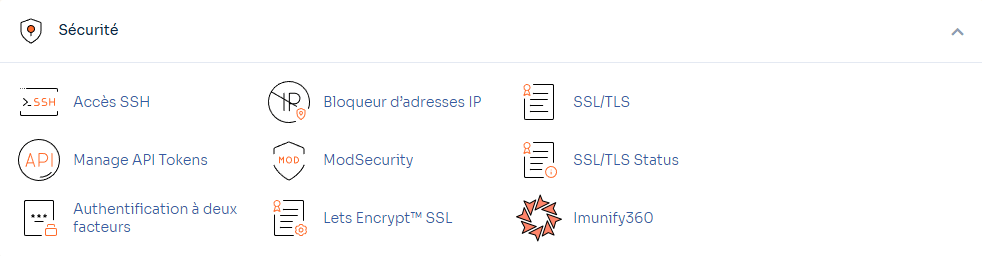 Sécurité
>_SSH
Accès SSH
IP
Bloqueur d’adresses IP
SSL/TLS
API
Manage API Tokens
MOD
ModSecurity
SSL/TLS Status
***
Authentification à deux
facteurs
Lets Encrypt™ SSL
Imunify360